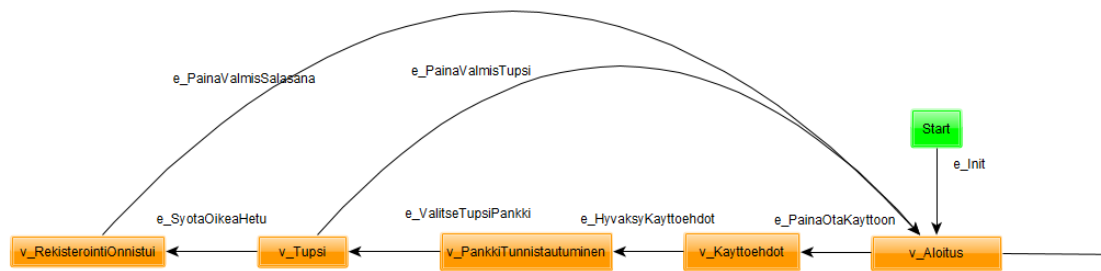 e_PainaValmisSalasana
e_PainaValmisTupsi
Start
e_Init
e_SyotaOikeaHetu
e_ValitseTupsiPankki
e_HyvaksyKayttoehdot
e_PainaOtaKayttoon
v_RekisterointiOnnistui
v_Tupsi
v_PankkiTunnistautuminen
v_Kayttoehdot
v_Aloitus